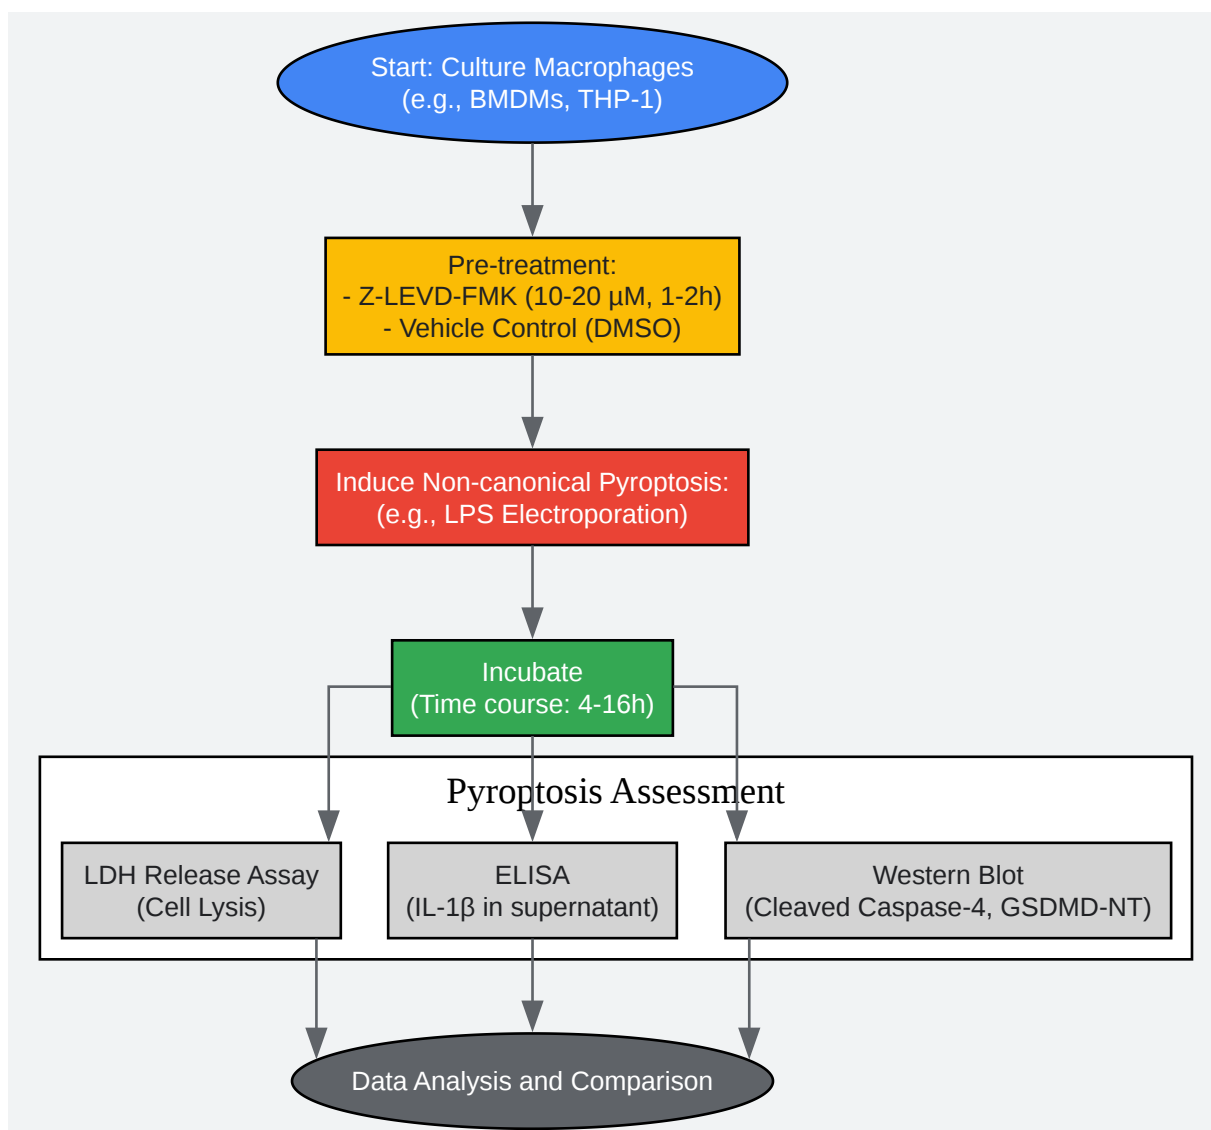 Start: Culture Macrophages
(e.g., BMDMs, THP-1)
Pre-treatment:
- Z-LEVD-FMK (10-20 µM, 1-2h)
- Vehicle Control (DMSO)
Induce Non-canonical Pyroptosis:
(e.g., LPS Electroporation)
Incubate
(Time course: 4-16h)
Pyroptosis Assessment
LDH Release Assay
(Cell Lysis)
ELISA
(IL-1β in supernatant)
Western Blot
(Cleaved Caspase-4, GSDMD-NT)
Data Analysis and Comparison